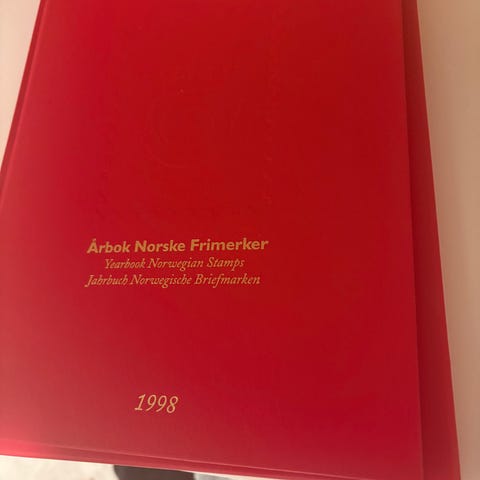 Årbok Norske Frimerker
Yearbook Norwegian Stamps
Jahrbuch Norwegische Briefmarken
1998